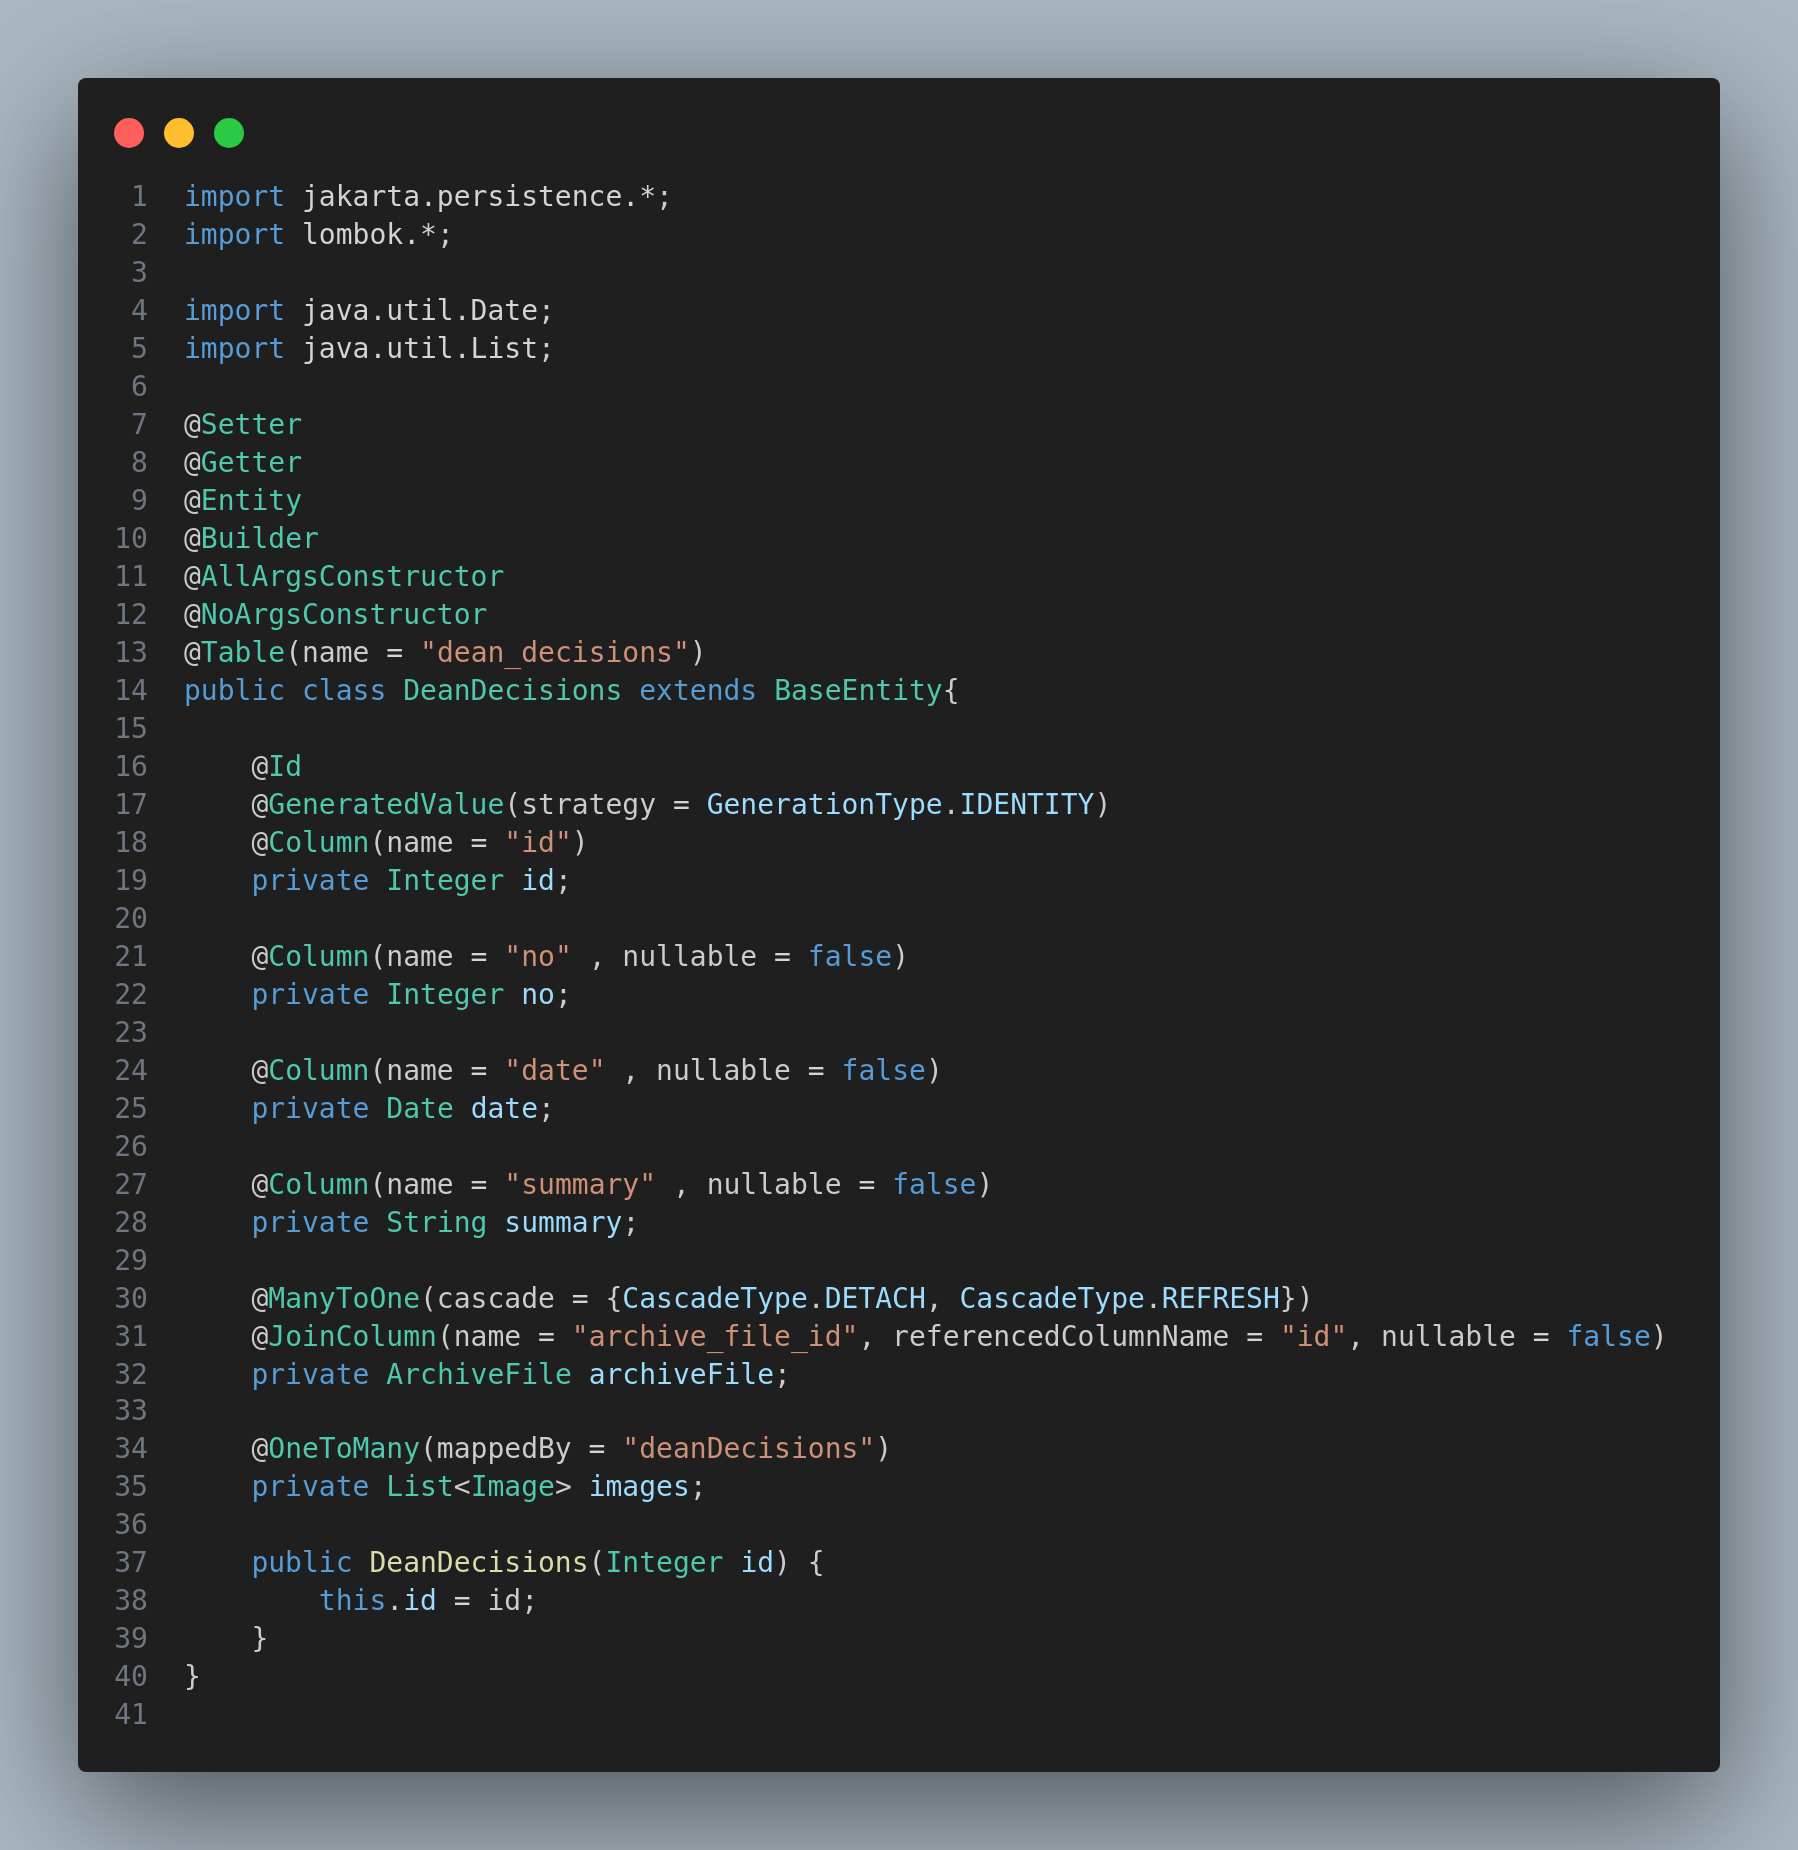 1 import jakarta.persistence.*;
2 import lombok.*;
3
4 import java.util.Date;
5 import java.util.List;
6
7 @Setter
8 @Getter
9 @Entity
10 @Builder
11 @AllArgsConstructor
12 @NoArgsConstructor
13 @Table(name = "dean_decisions")
14 public class DeanDecisions extends BaseEntity{
15
16     @Id
17     @GeneratedValue(strategy = GenerationType.IDENTITY)
18     @Column(name = "id")
19     private Integer id;
20
21     @Column(name = "no" , nullable = false)
22     private Integer no;
23
24     @Column(name = "date" , nullable = false)
25     private Date date;
26
27     @Column(name = "summary" , nullable = false)
28     private String summary;
29
30     @ManyToOne(cascade = {CascadeType.DETACH, CascadeType.REFRESH})
31     @JoinColumn(name = "archive_file_id", referencedColumnName = "id", nullable = false)
32     private ArchiveFile archiveFile;
33
34     @OneToMany(mappedBy = "deanDecisions")
35     private List<Image> images;
36
37     public DeanDecisions(Integer id) {
38         this.id = id;
39     }
40 }
41